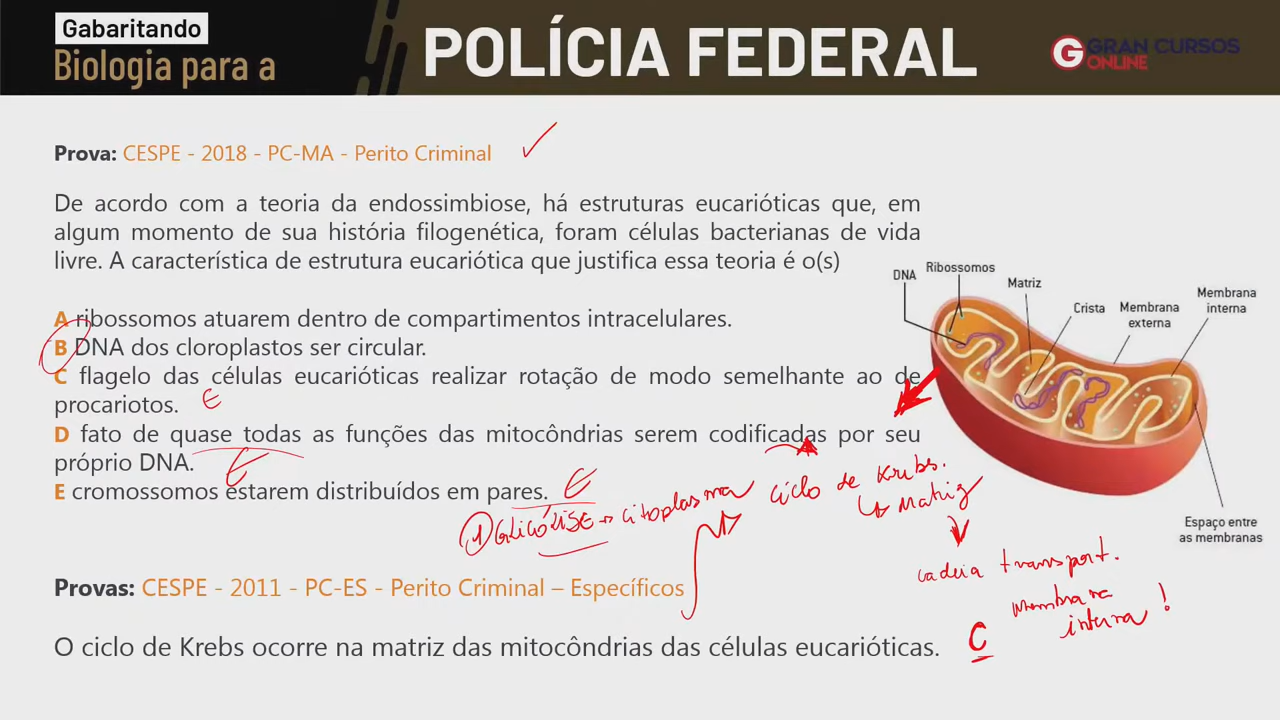 Gabaritando
Biologia para a
POLÍCIA FEDERAL
GRAN CURSOS
ONLINE
Prova: CESPE - 2018 - PC-MA - Perito Criminal
De acordo com a teoria da endossimbiose, há estruturas eucarióticas que, em
algum momento de sua história filogenética, foram células bacterianas de vida
livre. A característica de estrutura eucariótica que justifica essa teoria é o(s)
A ribossomos atuarem dentro de compartimentos intracelulares.
B DNA dos cloroplastos ser circular.
C flagelo das células eucarióticas realizar rotação de modo semelhante ao de
procariotos. E
D fato de quase todas as funções das mitocôndrias serem codificadas por seu
próprio DNA. E
E cromossomos estarem distribuídos em pares. E
DNA
Ribossomos
Matriz
Crista
Membrana
externa
Membrana
interna
Espaço entre
as membranas
1 GLICÓLISE → citoplasma
ciclo de Krebs.
↳ Matriz
cadeia transport.
membrana
interna!
Provas: CESPE - 2011 - PC-ES - Perito Criminal – Específicos
O ciclo de Krebs ocorre na matriz das mitocôndrias das células eucarióticas. C